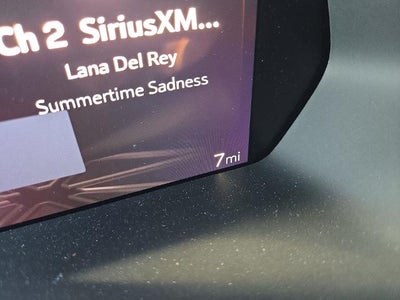 Ch 2 SiriusXM...
Lana Del Rey
Summertime Sadness
7mi